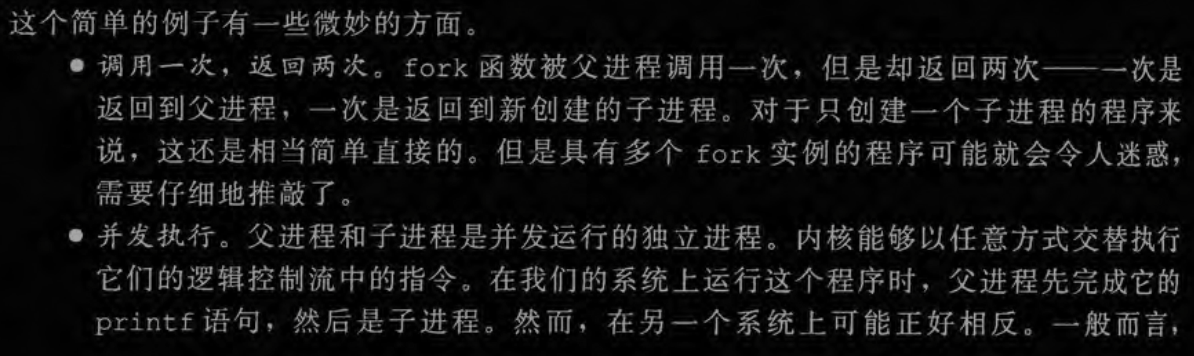 这个简单的例子有一些微妙的方面。
● 调用一次，返回两次。fork 函数被父进程调用一次，但是却返回两次——一次是
返回到父进程，一次是返回到新创建的子进程。对于只创建一个子进程的程序来
说，这还是相当简单直接的。但是具有多个 fork 实例的程序可能就会令人迷惑，
需要仔细地推敲了。
● 并发执行。父进程和子进程是并发运行的独立进程。内核能够以任意方式交替执行
它们的逻辑控制流中的指令。在我们的系统上运行这个程序时，父进程先完成它的
printf 语句，然后是子进程。然而，在另一个系统上可能正好相反。一般而言，